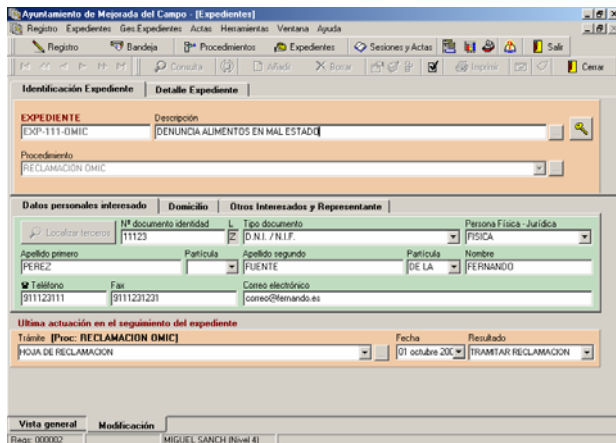 Ayuntamiento de Mejorada del Campo - [Expedientes]
Registro Expedientes Ges.Expedientes Actas Herramientas Ventana Ayuda
Registro Bandeja Procedimientos Expedientes Sesiones y Actas Salir
Consulta Añadir Borrar Imprimir Cerrar
Identificación Expediente Detalle Expediente
EXPEDIENTE Descripción
EXP-111-OMIC DENUNCIA ALIMENTOS EN MAL ESTADO
Procedimiento
RECLAMACION OMIC
Datos personales interesado Domicilio Otros Interesados y Representante
Localizar terceros Nº documento identidad L Tipo documento Persona Física - Jurídica
11123 Z D.N.I. / N.I.F. FISICA
Apellido primero Partícula Apellido segundo Partícula Nombre
PEREZ FUENTE DE LA FERNANDO
Teléfono Fax Correo electrónico
911123111 9111231231 correo@fernando.es
Ultima actuación en el seguimiento del expediente
Trámite [Proc: RECLAMACION OMIC] Fecha Resultado
HOJA DE RECLAMACION 01 octubre 200 TRAMITAR RECLAMACION
Vista general Modificación
Regs: 000002 MIGUEL SANCH (Nivel 4)